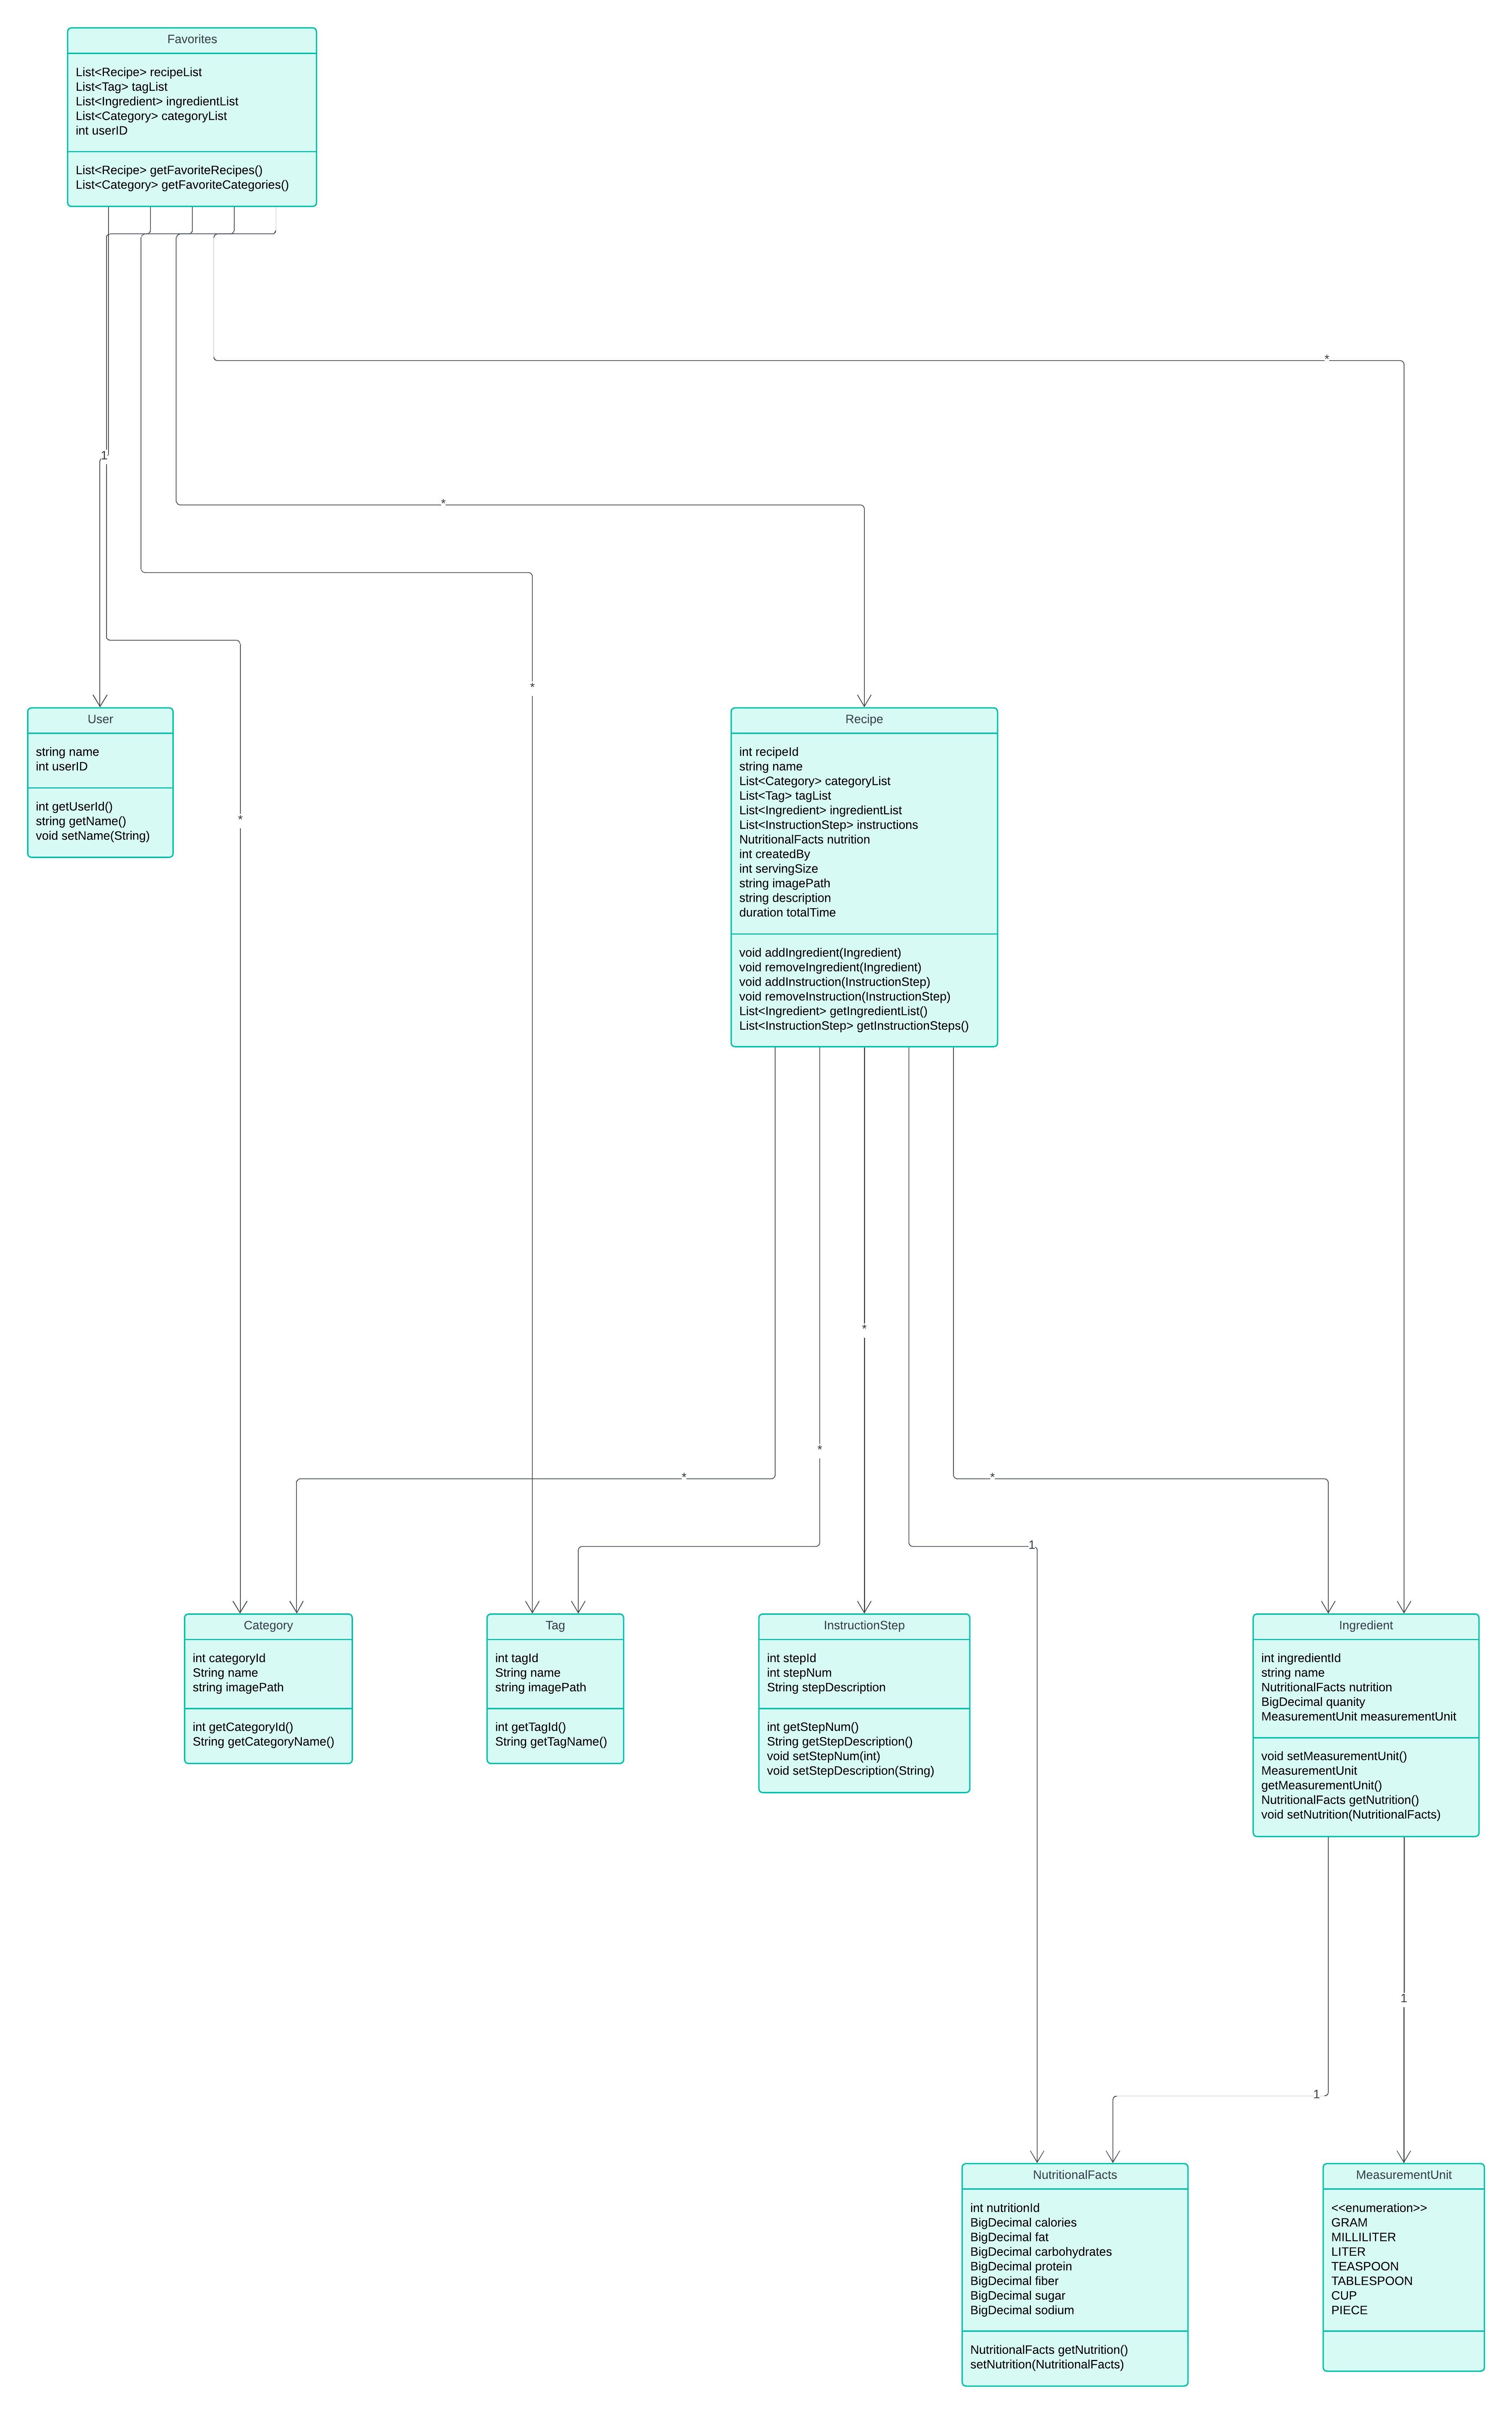 Favorites
List<Recipe> recipeList
List<Tag> tagList
List<Ingredient> ingredientList
List<Category> categoryList
int userID
List<Recipe> getFavoriteRecipes()
List<Category> getFavoriteCategories()
*
1
*
*
*
User
string name
int userID
int getUserId()
string getName()
void setName(String)
Recipe
int recipeId
string name
List<Category> categoryList
List<Tag> tagList
List<Ingredient> ingredientList
List<InstructionStep> instructions
NutritionalFacts nutrition
int createdBy
int servingSize
string imagePath
string description
duration totalTime
void addIngredient(Ingredient)
void removeIngredient(Ingredient)
void addInstruction(InstructionStep)
void removeInstruction(InstructionStep)
List<Ingredient> getIngredientList()
List<InstructionStep> getInstructionSteps()
*
*
*
*
1
Category
int categoryId
String name
string imagePath
int getCategoryId()
String getCategoryName()
Tag
int tagId
String name
string imagePath
int getTagId()
String getTagName()
InstructionStep
int stepId
int stepNum
String stepDescription
int getStepNum()
String getStepDescription()
void setStepNum(int)
void setStepDescription(String)
Ingredient
int ingredientId
string name
NutritionalFacts nutrition
BigDecimal quanity
MeasurementUnit measurementUnit
void setMeasurementUnit()
MeasurementUnit
getMeasurementUnit()
NutritionalFacts getNutrition()
void setNutrition(NutritionalFacts)
1
1
NutritionalFacts
int nutritionId
BigDecimal calories
BigDecimal fat
BigDecimal carbohydrates
BigDecimal protein
BigDecimal fiber
BigDecimal sugar
BigDecimal sodium
NutritionalFacts getNutrition()
setNutrition(NutritionalFacts)
MeasurementUnit
<<enumeration>>
GRAM
MILLILITER
LITER
TEASPOON
TABLESPOON
CUP
PIECE